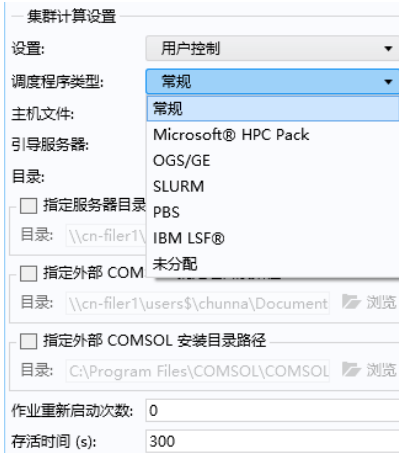 集群计算设置
设置: 用户控制
调度程序类型: 常规
主机文件: 常规
Microsoft® HPC Pack
引导服务器:
OGS/GE
目录:
SLURM
指定服务器目录
PBS
目录: \\cn-filer1\
IBM LSF®
未分配
指定外部 COM
目录: \\cn-filer1\users$\chunna\Document 浏览
指定外部 COMSOL 安装目录路径
目录: C:\Program Files\COMSOL\COMSOL 浏览
作业重新启动次数: 0
存活时间 (s): 300